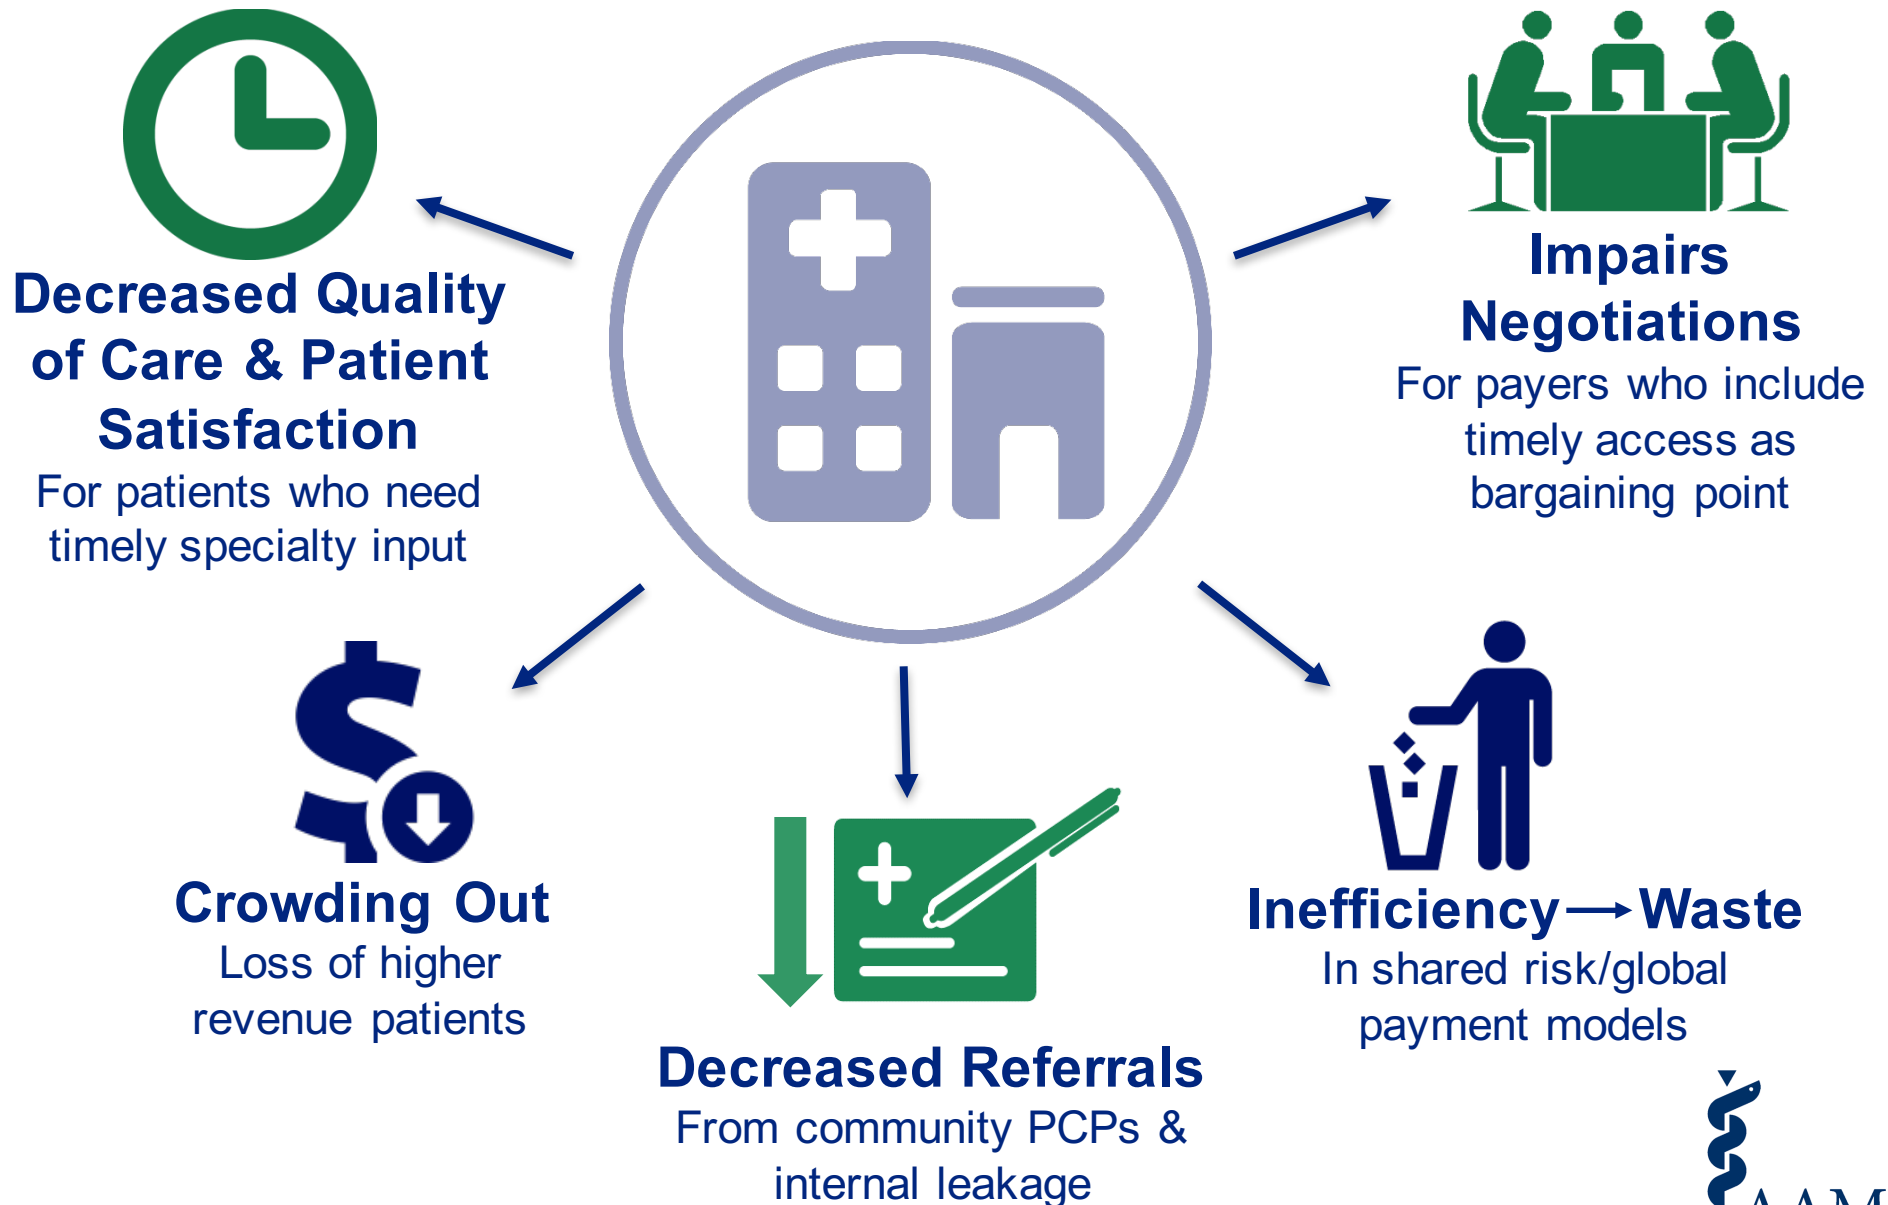 Decreased Quality
of Care & Patient
Satisfaction
For patients who need
timely specialty input
Impairs
Negotiations
For payers who include
timely access as
bargaining point
Crowding Out
Loss of higher
revenue patients
Decreased Referrals
From community PCPs &
internal leakage
Inefficiency→Waste
In shared risk/global
payment models